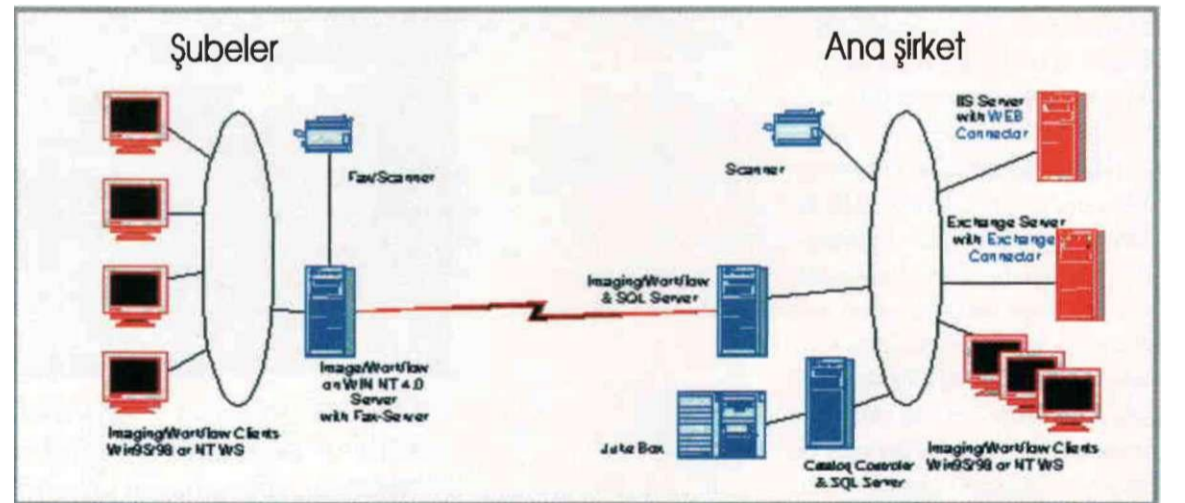 Şubeler
Fax/Scanner
Image/Workflow
on WIN NT 4.0
Server
with Fax-Server
Imaging/Workflow Clients
Win95/98 or NT WS
Ana şirket
Scanner
IIS Server
with WEB
Connector
Exchange Server
with Exchange
Connector
Imaging/Workflow
& SQL Server
Juke Box
Catalog Controler
& SQL Server
Imaging/Workflow Clients
Win95/98 or NT WS